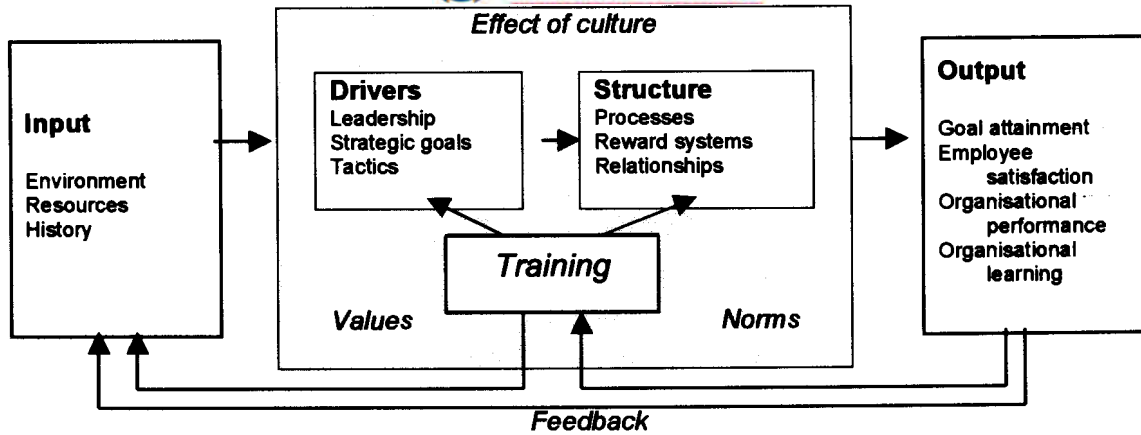 Effect of culture
Input
Environment
Resources
History
Drivers
Leadership
Strategic goals
Tactics
Structure
Processes
Reward systems
Relationships
Training
Values
Norms
Output
Goal attainment
Employee
satisfaction
Organisational
performance
Organisational
learning
Feedback